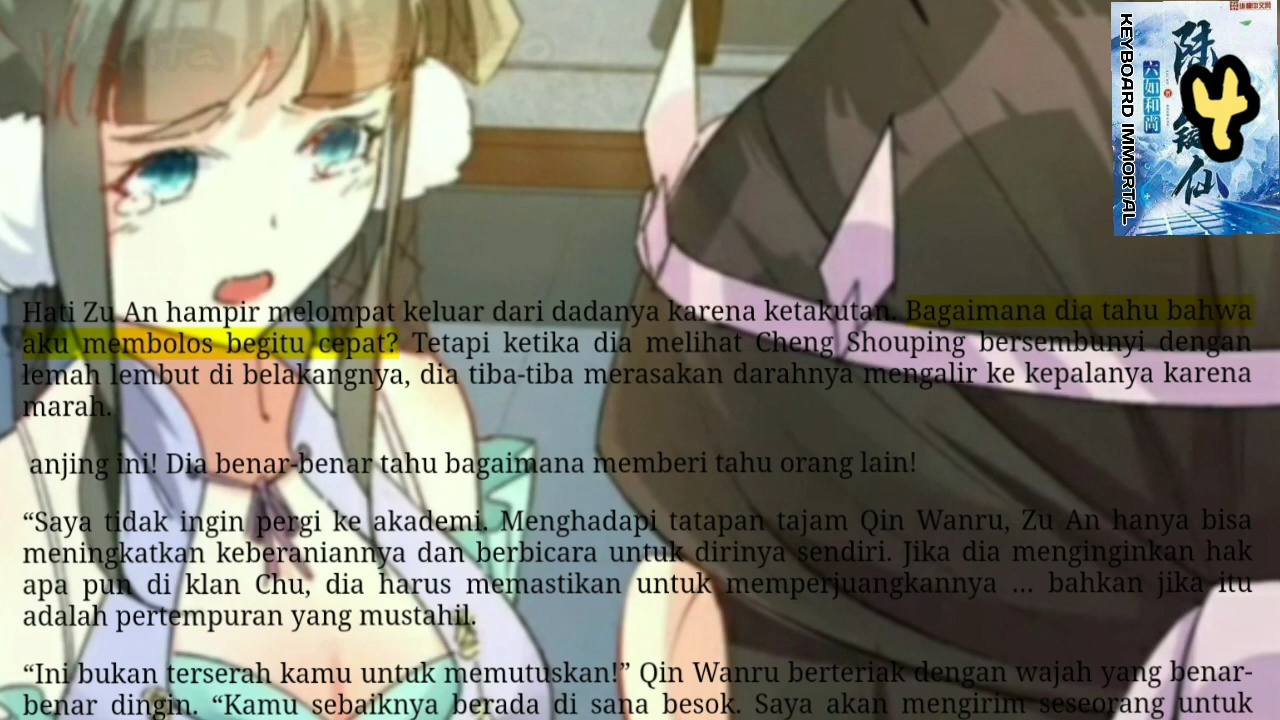 KEYBOARD IMMORTAL
六如和尚
仙
4
Hati Zu An hampir melompat keluar dari dadanya karena ketakutan. Bagaimana dia tahu bahwa
aku membolos begitu cepat? Tetapi ketika dia melihat Cheng Shouping bersembunyi dengan
lemah lembut di belakangnya, dia tiba-tiba merasakan darahnya mengalir ke kepalanya karena
marah.
anjing ini! Dia benar-benar tahu bagaimana memberi tahu orang lain!
“Saya tidak ingin pergi ke akademi. Menghadapi tatapan tajam Qin Wanru, Zu An hanya bisa
meningkatkan keberaniannya dan berbicara untuk dirinya sendiri. Jika dia menginginkan hak
apa pun di klan Chu, dia harus memastikan untuk memperjuangkannya ... bahkan jika itu
adalah pertempuran yang mustahil.
“Ini bukan terserah kamu untuk memutuskan!” Qin Wanru berteriak dengan wajah yang benar-
benar dingin. “Kamu sebaiknya berada di sana besok. Saya akan mengirim seseorang untuk